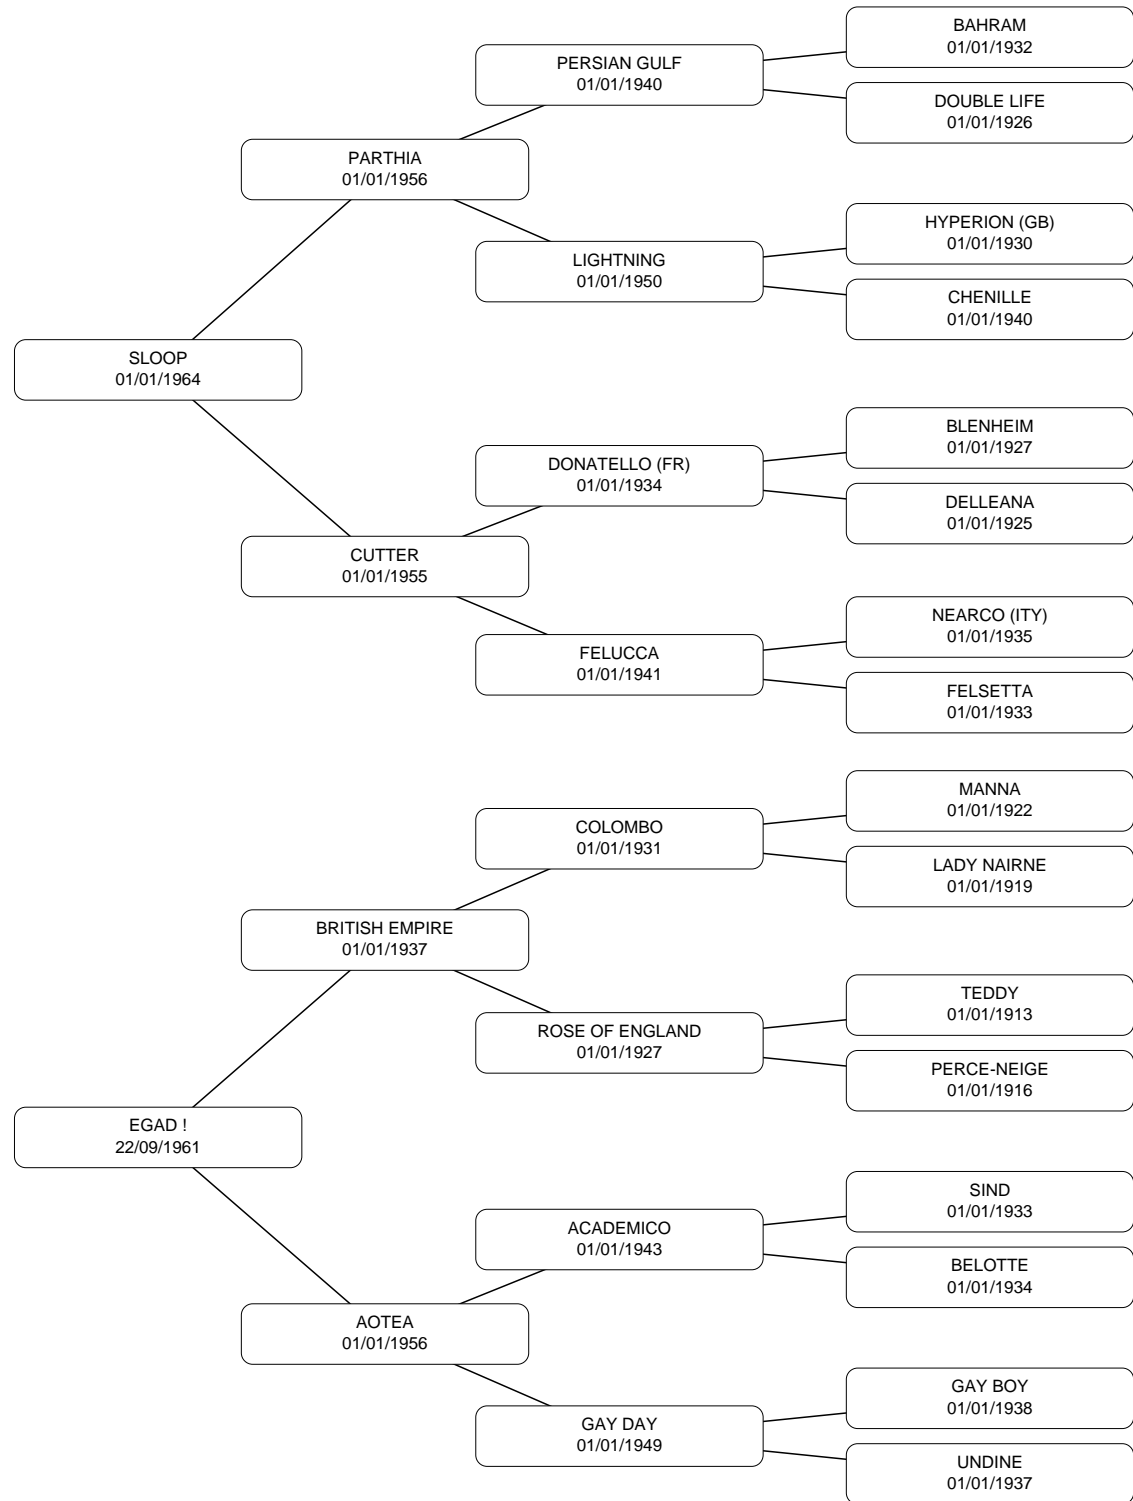 BAHRAM
01/01/1932
PERSIAN GULF
01/01/1940
DOUBLE LIFE
01/01/1926
PARTHIA
01/01/1956
HYPERION (GB)
01/01/1930
LIGHTNING
01/01/1950
CHENILLE
01/01/1940
SLOOP
01/01/1964
BLENHEIM
01/01/1927
DONATELLO (FR)
01/01/1934
DELLEANA
01/01/1925
CUTTER
01/01/1955
NEARCO (ITY)
01/01/1935
FELUCCA
01/01/1941
FELSETTA
01/01/1933
MANNA
01/01/1922
COLOMBO
01/01/1931
LADY NAIRNE
01/01/1919
BRITISH EMPIRE
01/01/1937
TEDDY
01/01/1913
ROSE OF ENGLAND
01/01/1927
PERCE-NEIGE
01/01/1916
EGAD !
22/09/1961
SIND
01/01/1933
ACADEMICO
01/01/1943
BELOTTE
01/01/1934
AOTEA
01/01/1956
GAY BOY
01/01/1938
GAY DAY
01/01/1949
UNDINE
01/01/1937